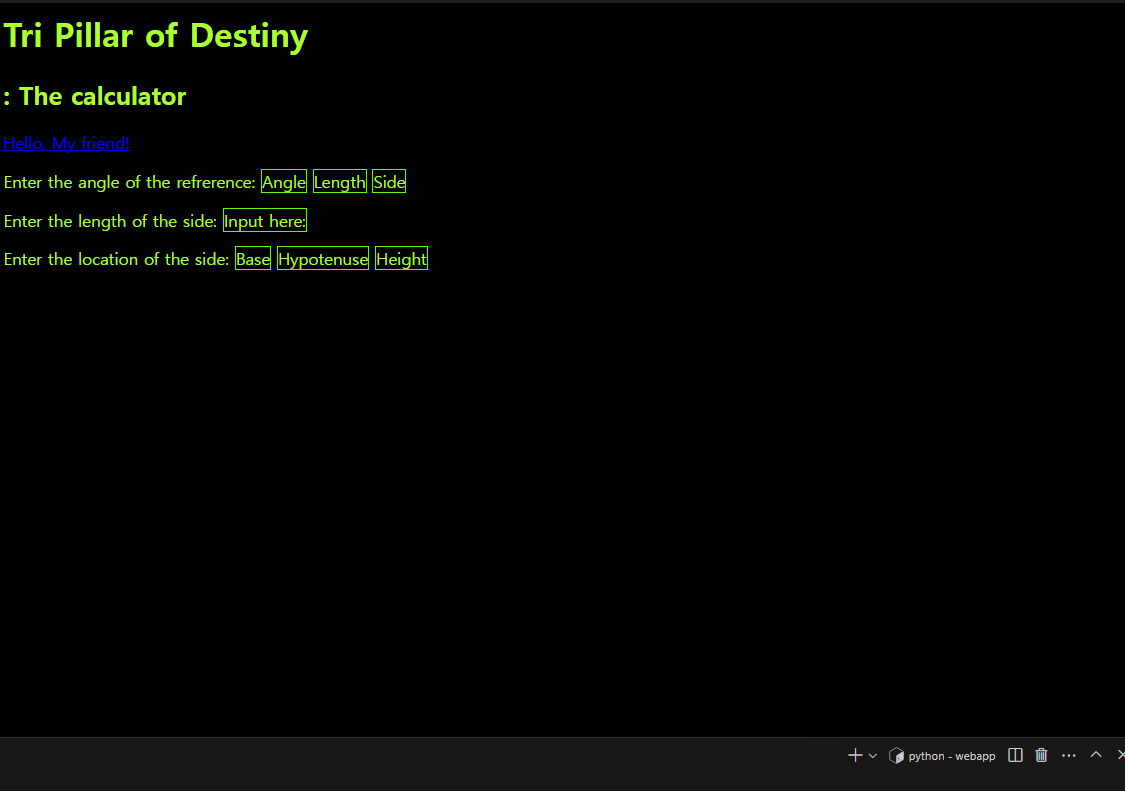 Tri Pillar of Destiny
: The calculator
Hello, My friend!
Enter the angle of the refrerence: Angle Length Side
Enter the length of the side: Input here:
Enter the location of the side: Base Hypotenuse Height
python - webapp